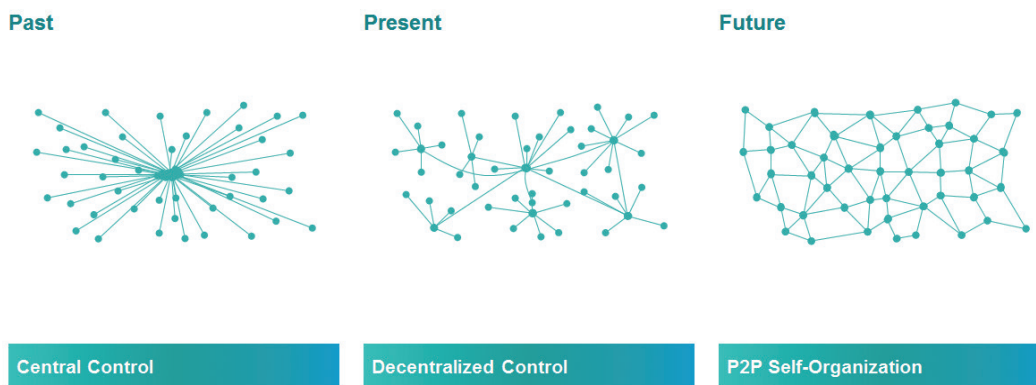 Past
Present
Future
Central Control
Decentralized Control
P2P Self-Organization